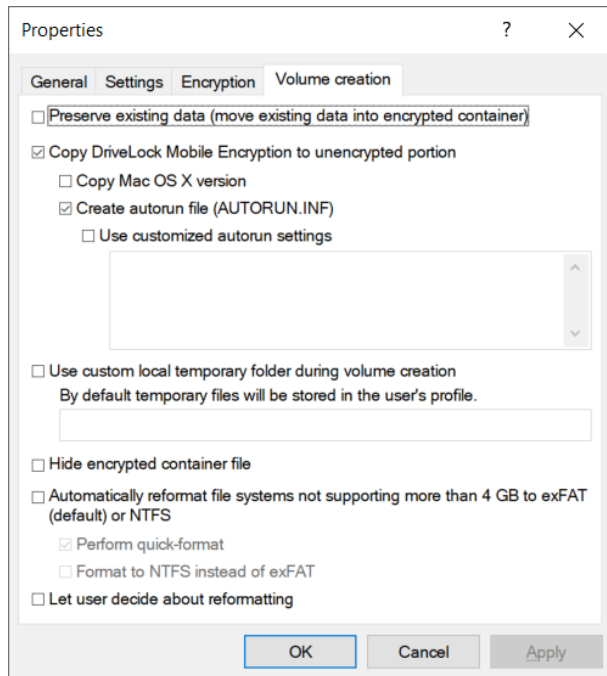 Properties
?
General Settings Encryption Volume creation
Preserve existing data (move existing data into encrypted container)
Copy DriveLock Mobile Encryption to unencrypted portion
Copy Mac OS X version
Create autorun file (AUTORUN.INF)
Use customized autorun settings
Use custom local temporary folder during volume creation
By default temporary files will be stored in the user's profile.
Hide encrypted container file
Automatically reformat file systems not supporting more than 4 GB to exFAT
(default) or NTFS
Perform quick-format
Format to NTFS instead of exFAT
Let user decide about reformatting
OK Cancel Apply